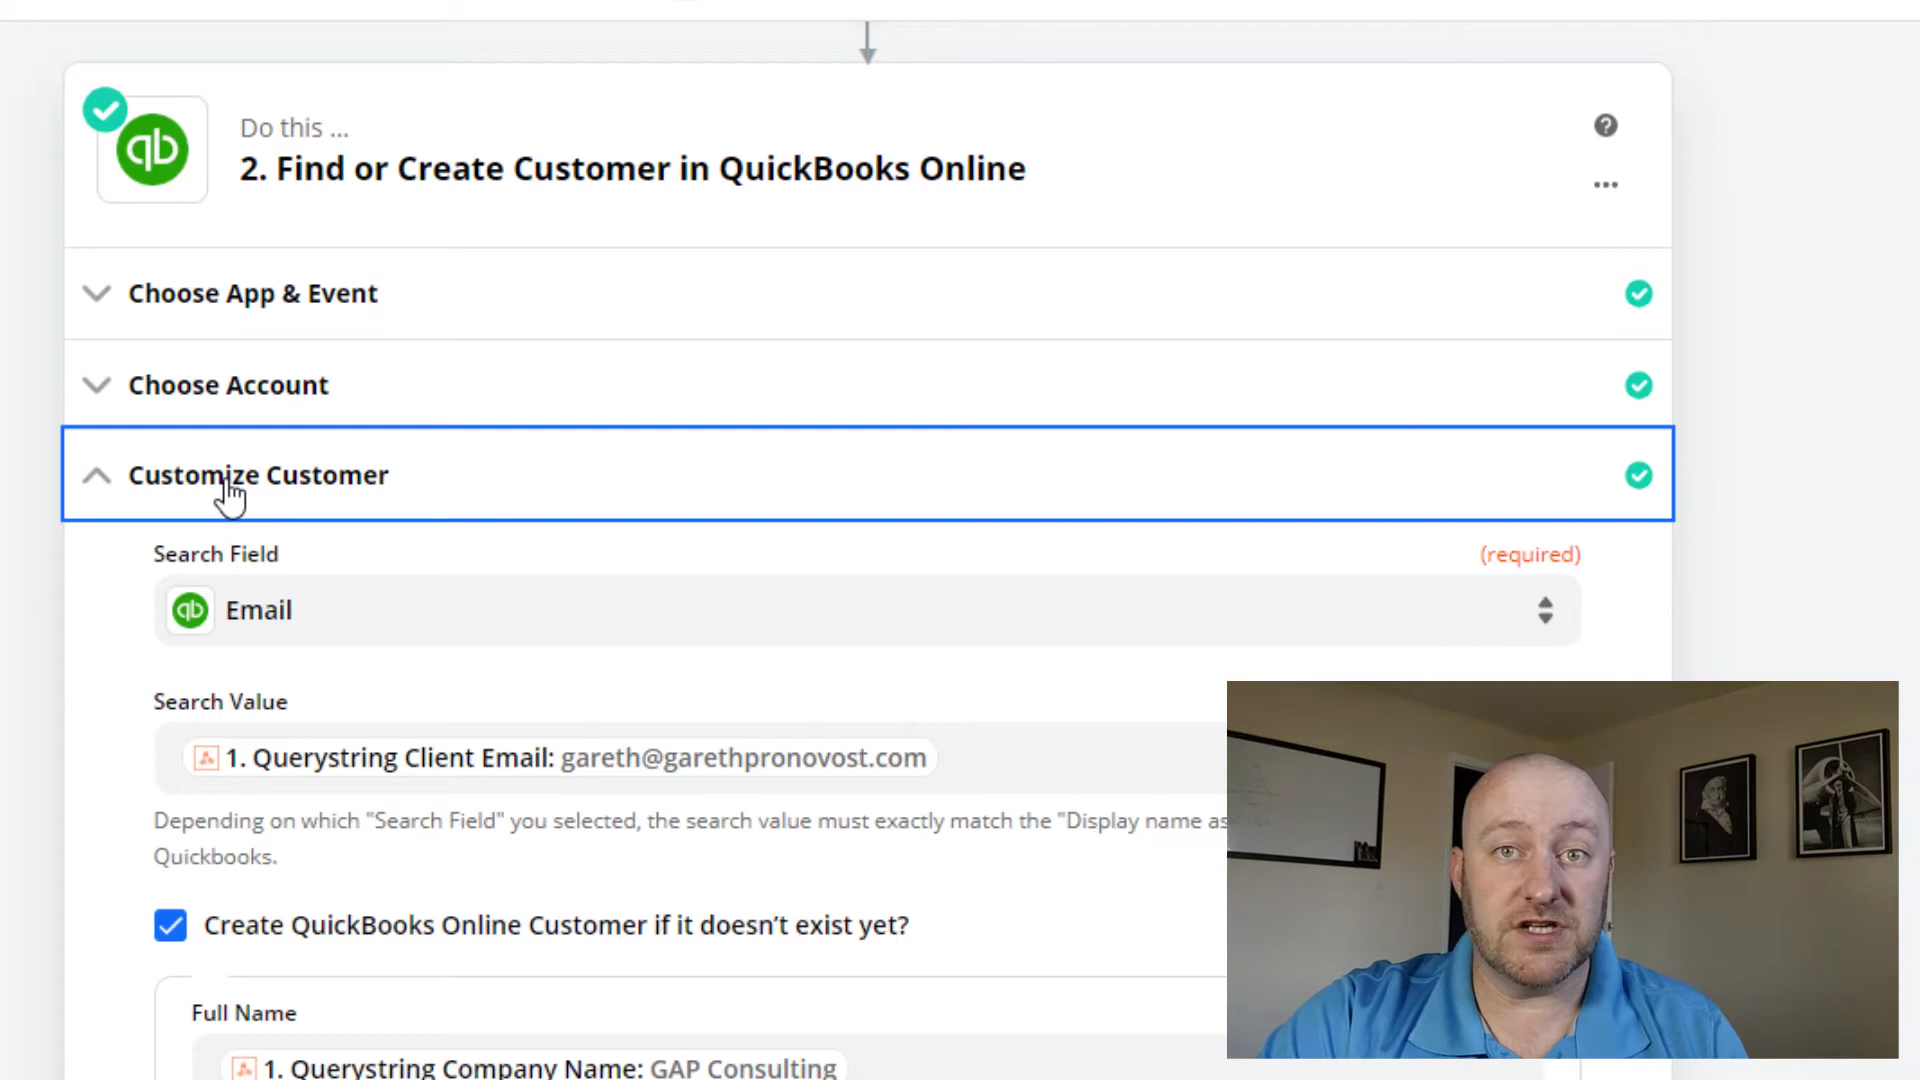 Do this ...
2. Find or Create Customer in QuickBooks Online
Choose App & Event
Choose Account
Customize Customer
Search Field
(required)
qb Email
Search Value
1. Querystring Client Email: gareth@garethpronovost.com
Depending on which "Search Field" you selected, the search value must exactly match the "Display name as
Quickbooks.
Create QuickBooks Online Customer if it doesn’t exist yet?
Full Name
1. Querystring Company Name: GAP Consulting